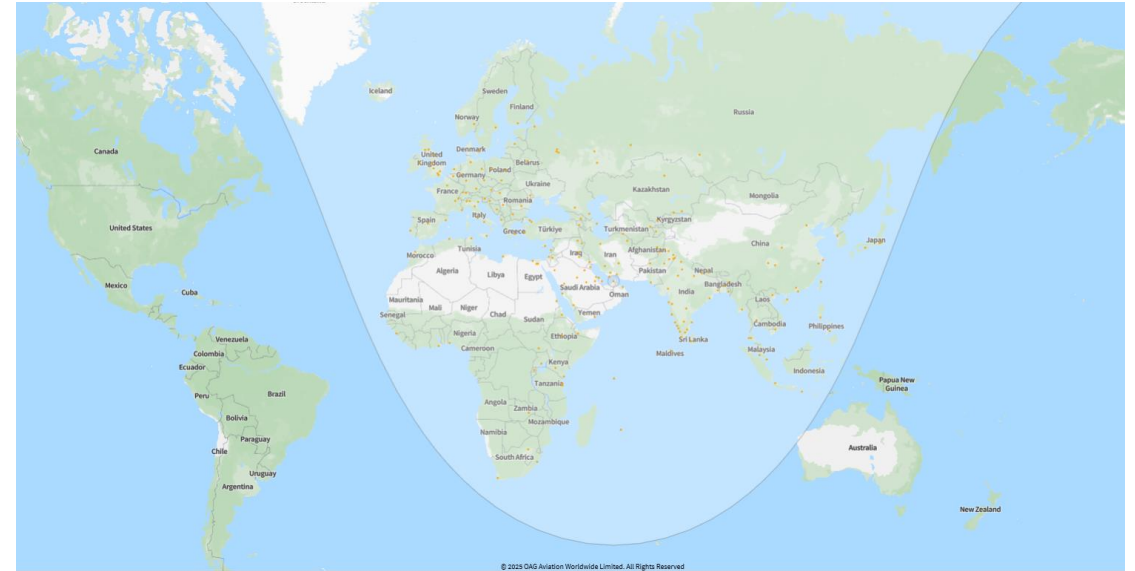 Iceland
Sweden
Finland
Norway
Russia
Canada
United
Kingdom
Denmark
Belarus
Poland
Germany
Ukraine
France
Kazakhstan
Mongolia
Romania
Spain
Italy
Kyrgyzstan
United States
Greece
Türkiye
Turkmenistan
Japan
China
Tunisia
Morocco
Iraq
Iran
Afghanistan
Algeria
Libya
Egypt
Pakistan
Nepal
Mexico
Cuba
Saudi Arabia
Oman
India
Bangladesh
Mauritania
Mali
Niger
Chad
Sudan
Yemen
Laos
Senegal
Nigeria
Ethiopia
Cambodia
Philippines
Venezuela
Sri Lanka
Cameroon
Colombia
Maldives
Malaysia
Ecuador
Kenya
Indonesia
Tanzania
Papua New
Guinea
Peru
Brazil
Angola
Zambia
Bolivia
Mozambique
Namibia
Paraguay
Chile
Australia
South Africa
Uruguay
Argentina
New Zealand
© 2025 OAG Aviation Worldwide Limited. All Rights Reserved